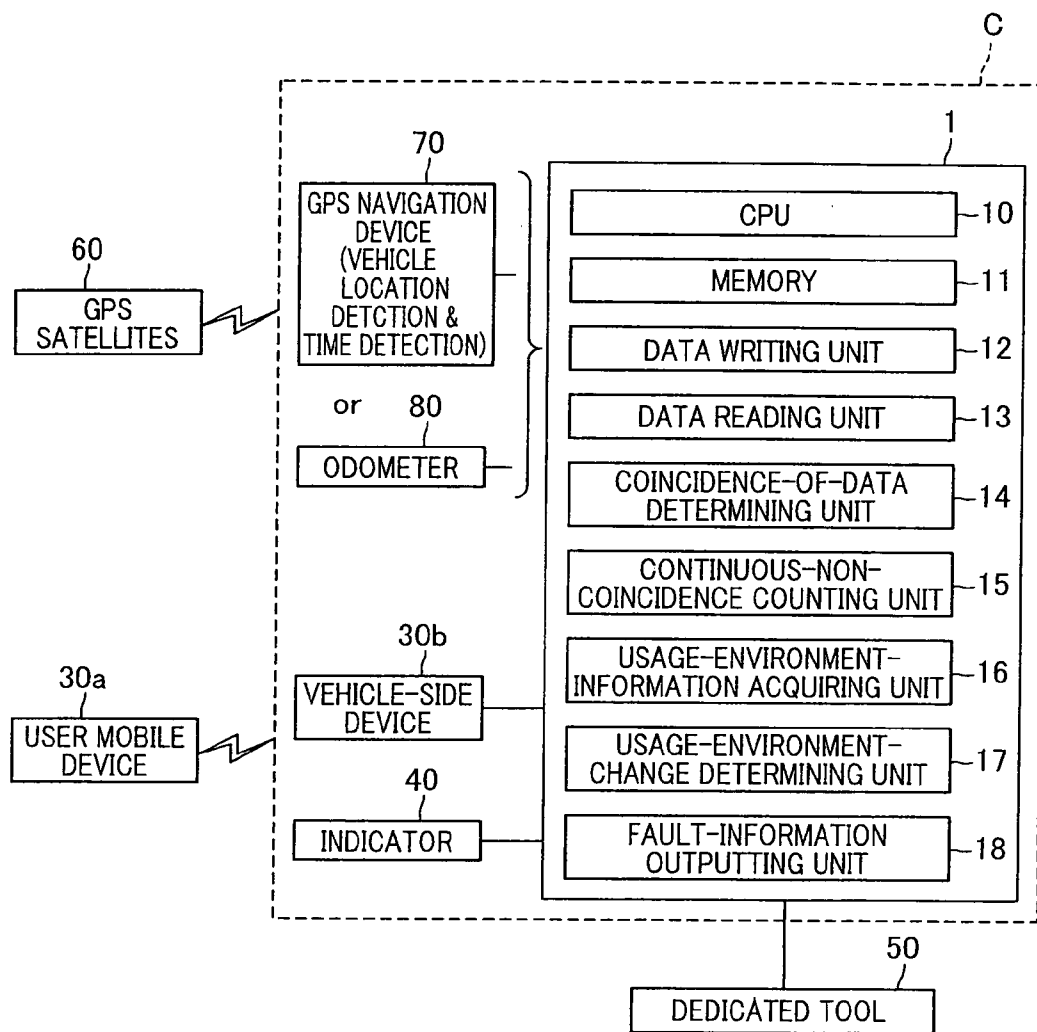 C
1
70
GPS NAVIGATION
DEVICE
(VEHICLE
LOCATION
DETCTION &
TIME DETECTION)
60
GPS
SATELLITES
or
80
ODOMETER
CPU
10
MEMORY
11
DATA WRITING UNIT
12
DATA READING UNIT
13
COINCIDENCE-OF-DATA
DETERMINING UNIT
14
CONTINUOUS-NON-
COINCIDENCE COUNTING UNIT
15
30b
VEHICLE-SIDE
DEVICE
USAGE-ENVIRONMENT-
INFORMATION ACQUIRING UNIT
16
30a
USER MOBILE
DEVICE
USAGE-ENVIRONMENT-
CHANGE DETERMINING UNIT
17
40
INDICATOR
FAULT-INFORMATION
OUTPUTTING UNIT
18
50
DEDICATED TOOL